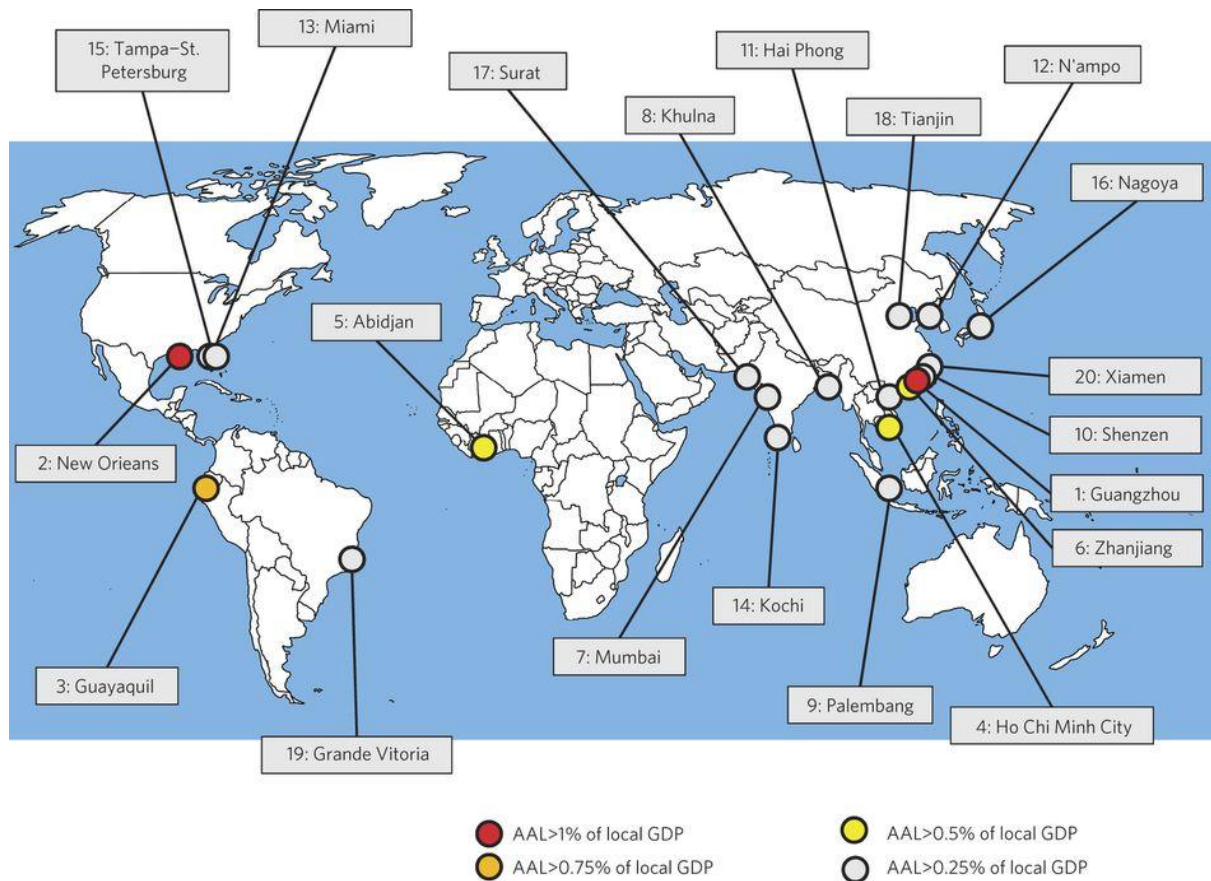 13: Miami
15: Tampa–St.
Petersburg
11: Hai Phong
12: N'ampo
17: Surat
8: Khulna
18: Tianjin
16: Nagoya
5: Abidjan
20: Xiamen
10: Shenzen
2: New Orieans
1: Guangzhou
6: Zhanjiang
14: Kochi
7: Mumbai
3: Guayaquil
9: Palembang
4: Ho Chi Minh City
19: Grande Vitoria
AAL>1% of local GDP
AAL>0.5% of local GDP
AAL>0.75% of local GDP
AAL>0.25% of local GDP